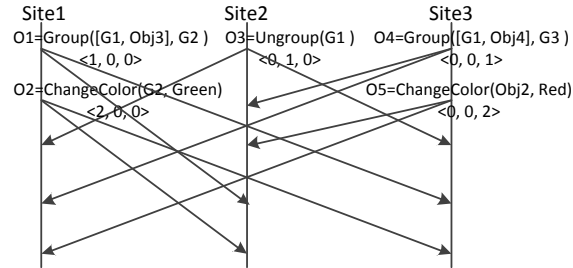 Site1 Site2 Site3
O1=Group([G1, Obj3], G2 ) O3=Ungroup(G1 ) O4=Group([G1, Obj4], G3 )
<1, 0, 0> <0, 1, 0> <0, 0, 1>
O2=ChangeColor(G2, Green) O5=ChangeColor(Obj2, Red)
<2, 0, 0> <0, 0, 2>